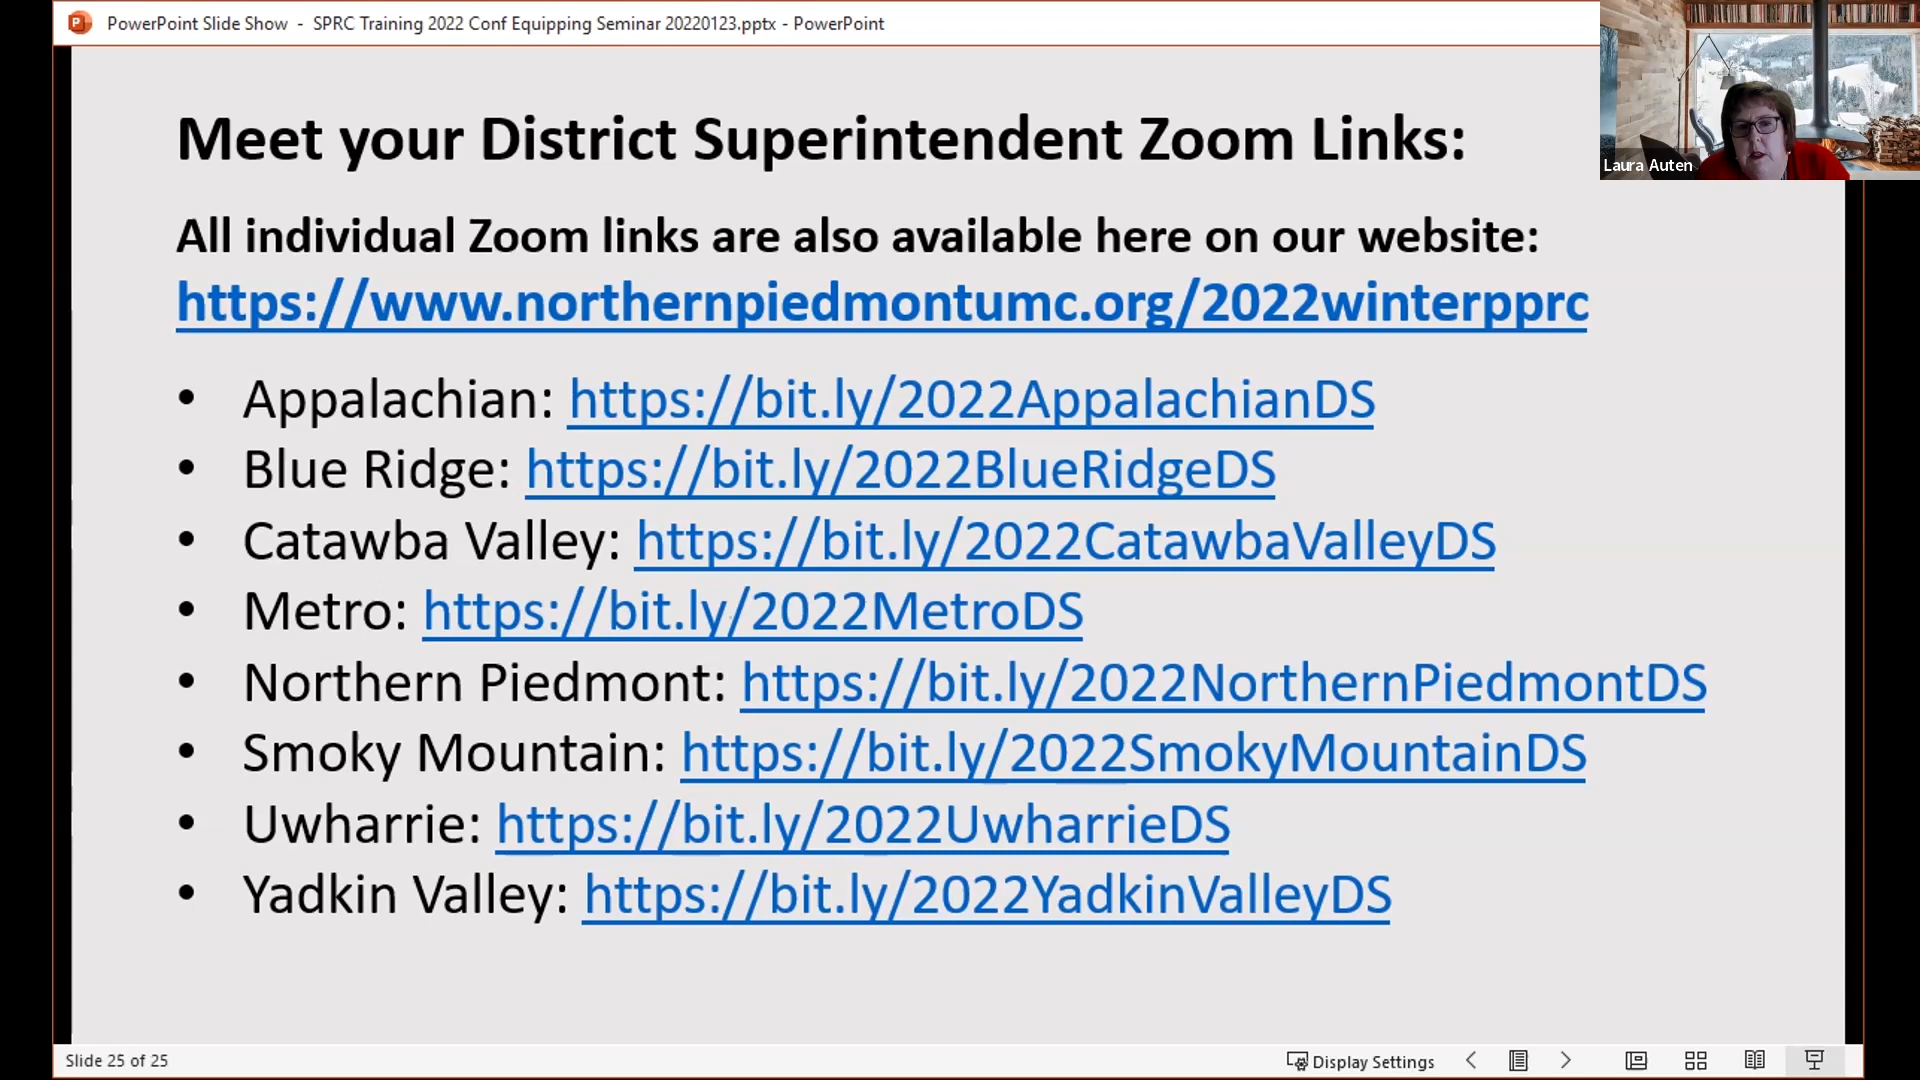 PowerPoint Slide Show - SPRC Training 2022 Conf Equipping Seminar 20220123.pptx - PowerPoint
Laura Auten
Meet your District Superintendent Zoom Links:
All individual Zoom links are also available here on our website:
https://www.northernpiedmontumc.org/2022winterpprc
• Appalachian: https://bit.ly/2022AppalachianDS
• Blue Ridge: https://bit.ly/2022BlueRidgeDS
• Catawba Valley: https://bit.ly/2022CatawbaValleyDS
• Metro: https://bit.ly/2022MetroDS
• Northern Piedmont: https://bit.ly/2022NorthernPiedmontDS
• Smoky Mountain: https://bit.ly/2022SmokyMountainDS
• Uwharrie: https://bit.ly/2022UwharrieDS
• Yadkin Valley: https://bit.ly/2022YadkinValleyDS
Slide 25 of 25
Display Settings